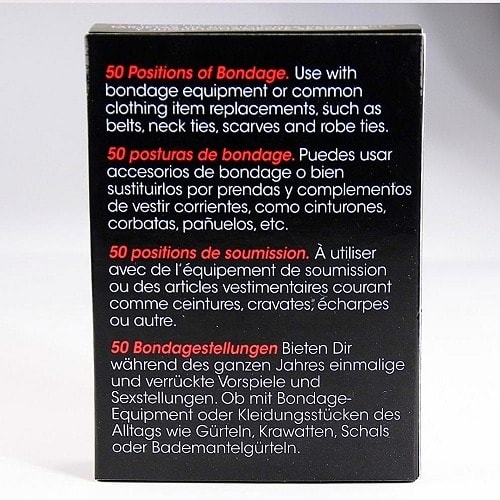 50 Positions of Bondage. Use with
bondage equipment or common
clothing item replacements, such as
belts, neck ties, scarves and robe ties.
50 posturas de bondage. Puedes usar
accesorios de bondage o bien
sustituirlos por prendas y complementos
de vestir corrientes, como cinturones,
corbatas, pañuelos, etc.
50 positions de soumission. À utiliser
avec de l'équipement de soumission
ou des articles vestimentaires courant
comme ceintures, cravates, écharpes
ou autre.
50 Bondagestellungen Bieten Dir
während des ganzen Jahres einmalige
und verrückte Vorspiele und
Sexstellungen. Ob mit Bondage-
Equipment oder Kleidungsstücken des
Alltags wie Gürteln, Krawatten, Schals
oder Bademantelgürteln.